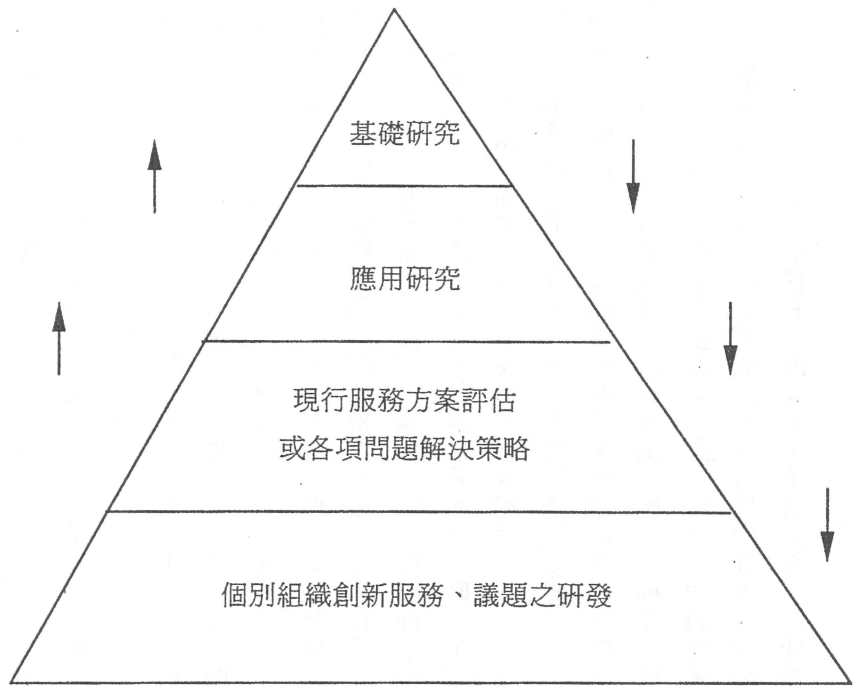 基礎研究
應用研究
現行服務方案評估
或各項問題解決策略
個別組織創新服務、議題之研發